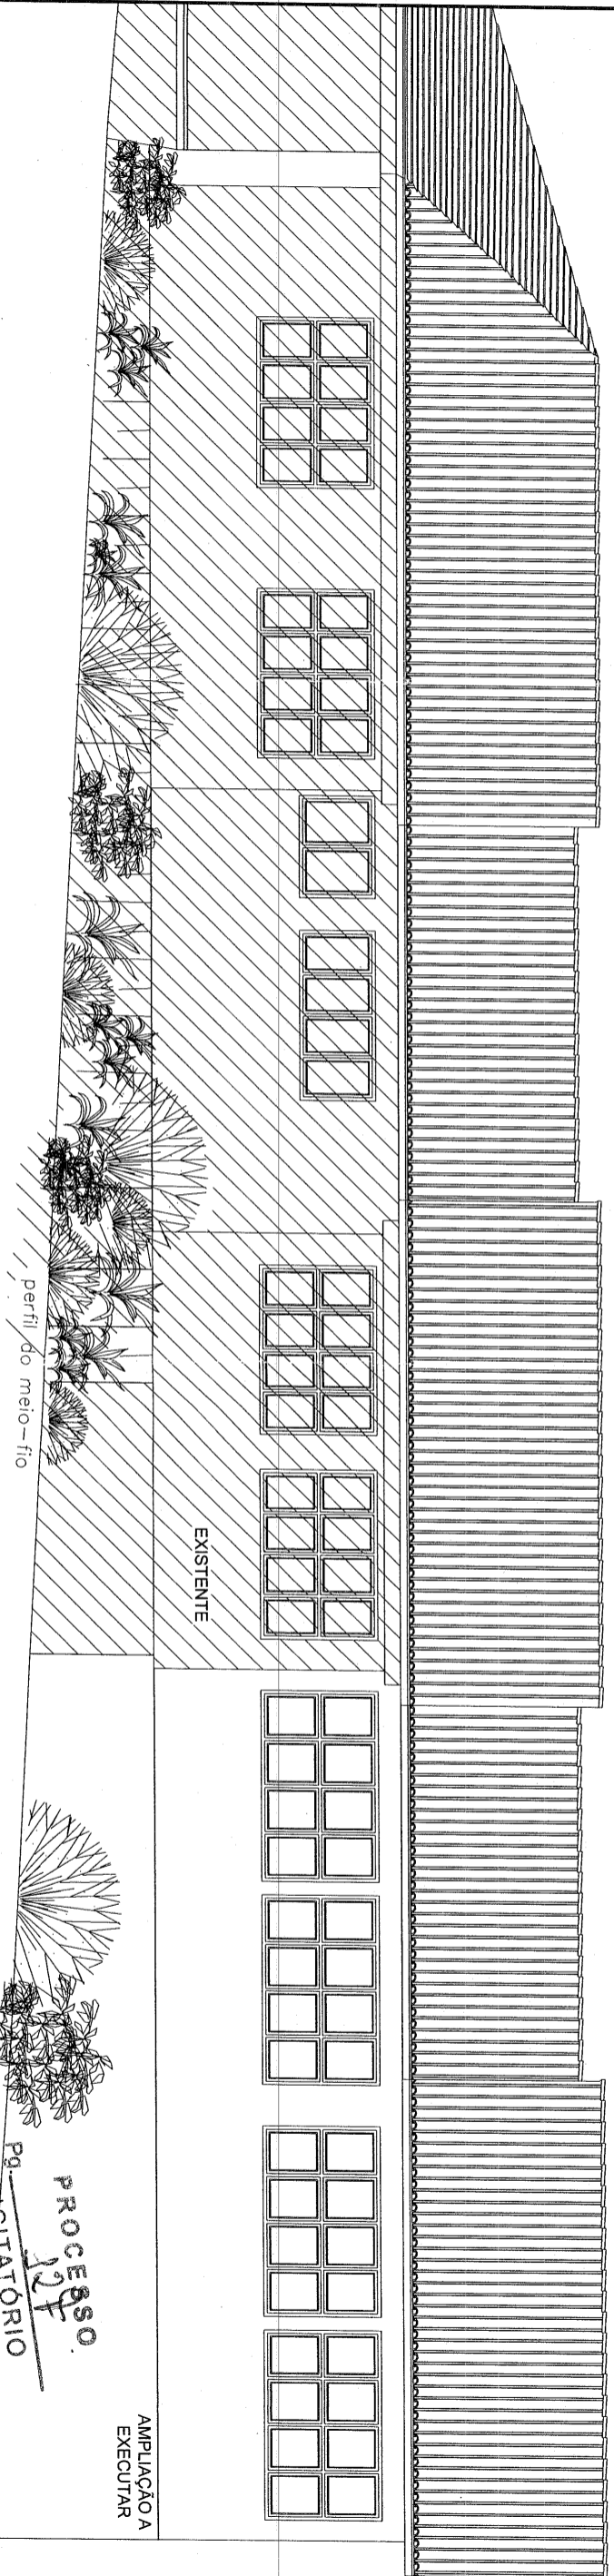 EXISTENTE
AMPLIAÇÃO A
EXECUTAR
perfil do meio-fio
PROCESSO
Pg.